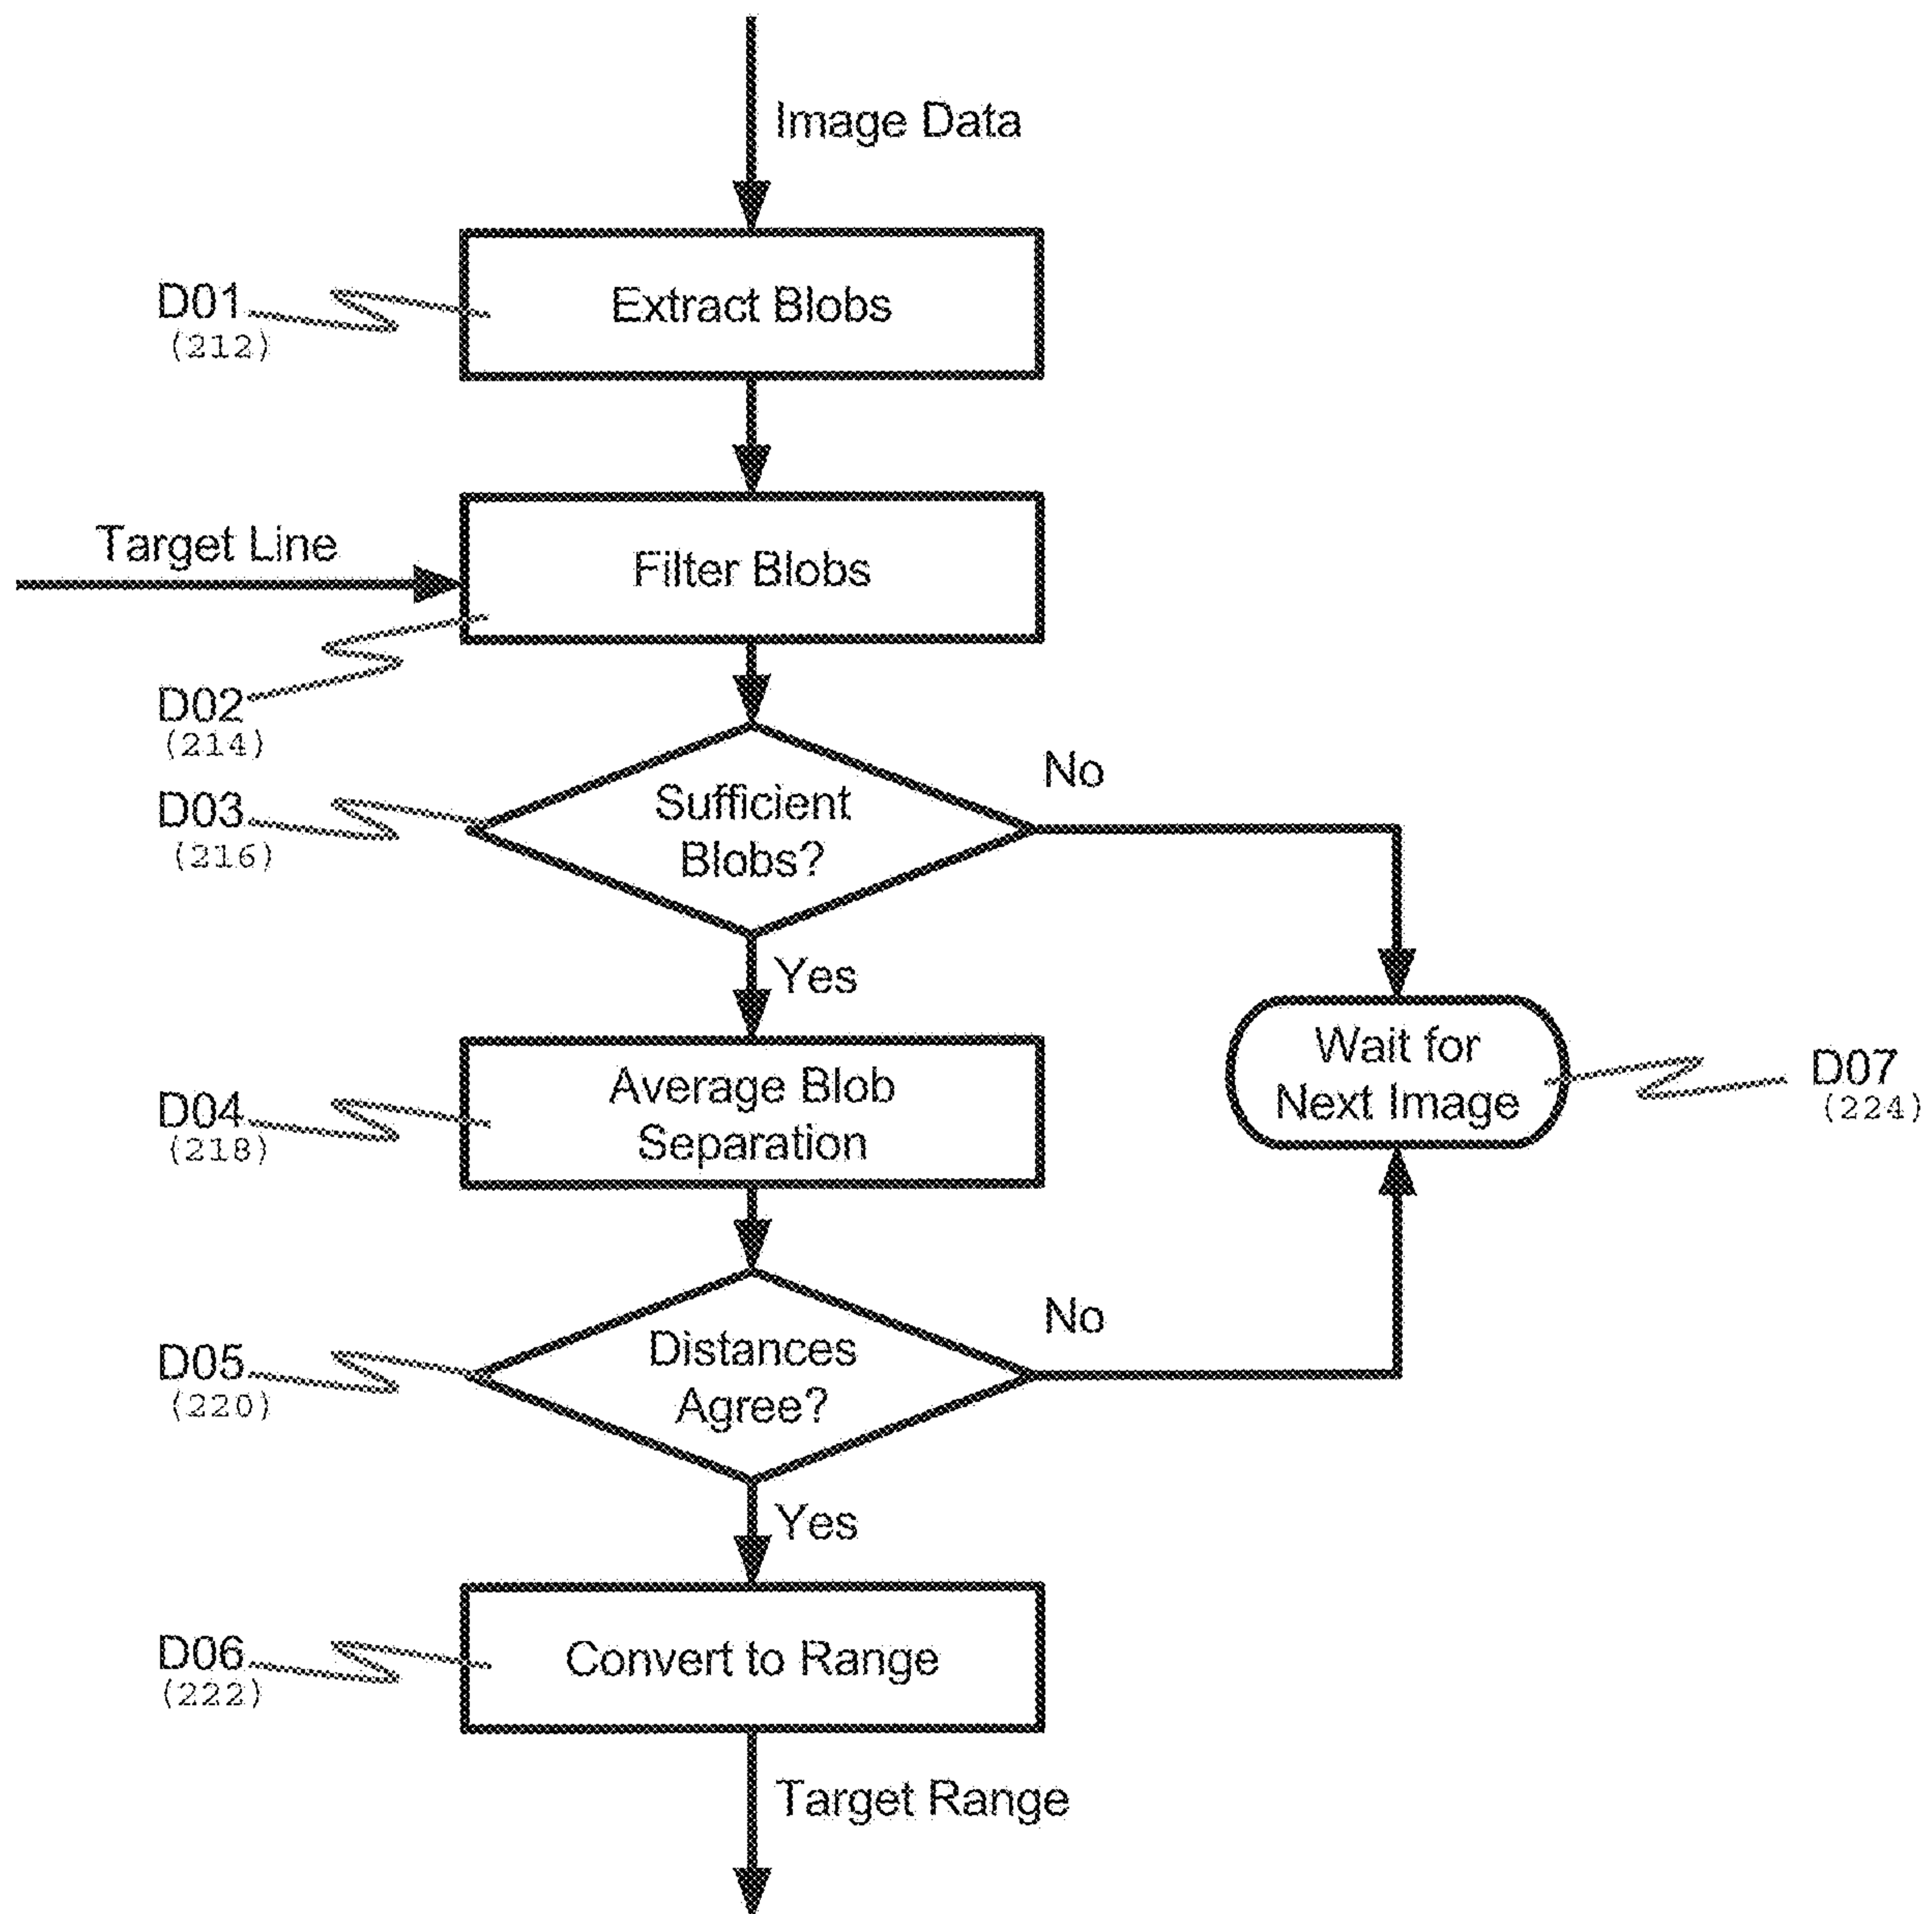 Image Data
Extract Blobs
D01
(212)
Target Line
Filter Blobs
D02
(214)
No
Sufficient
Blobs?
D03
(216)
Yes
Average Blob
Separation
D04
(218)
Wait for
Next Image
D07
(224)
No
Distances
Agree?
D05
(220)
Yes
Convert to Range
D06
(222)
Target Range